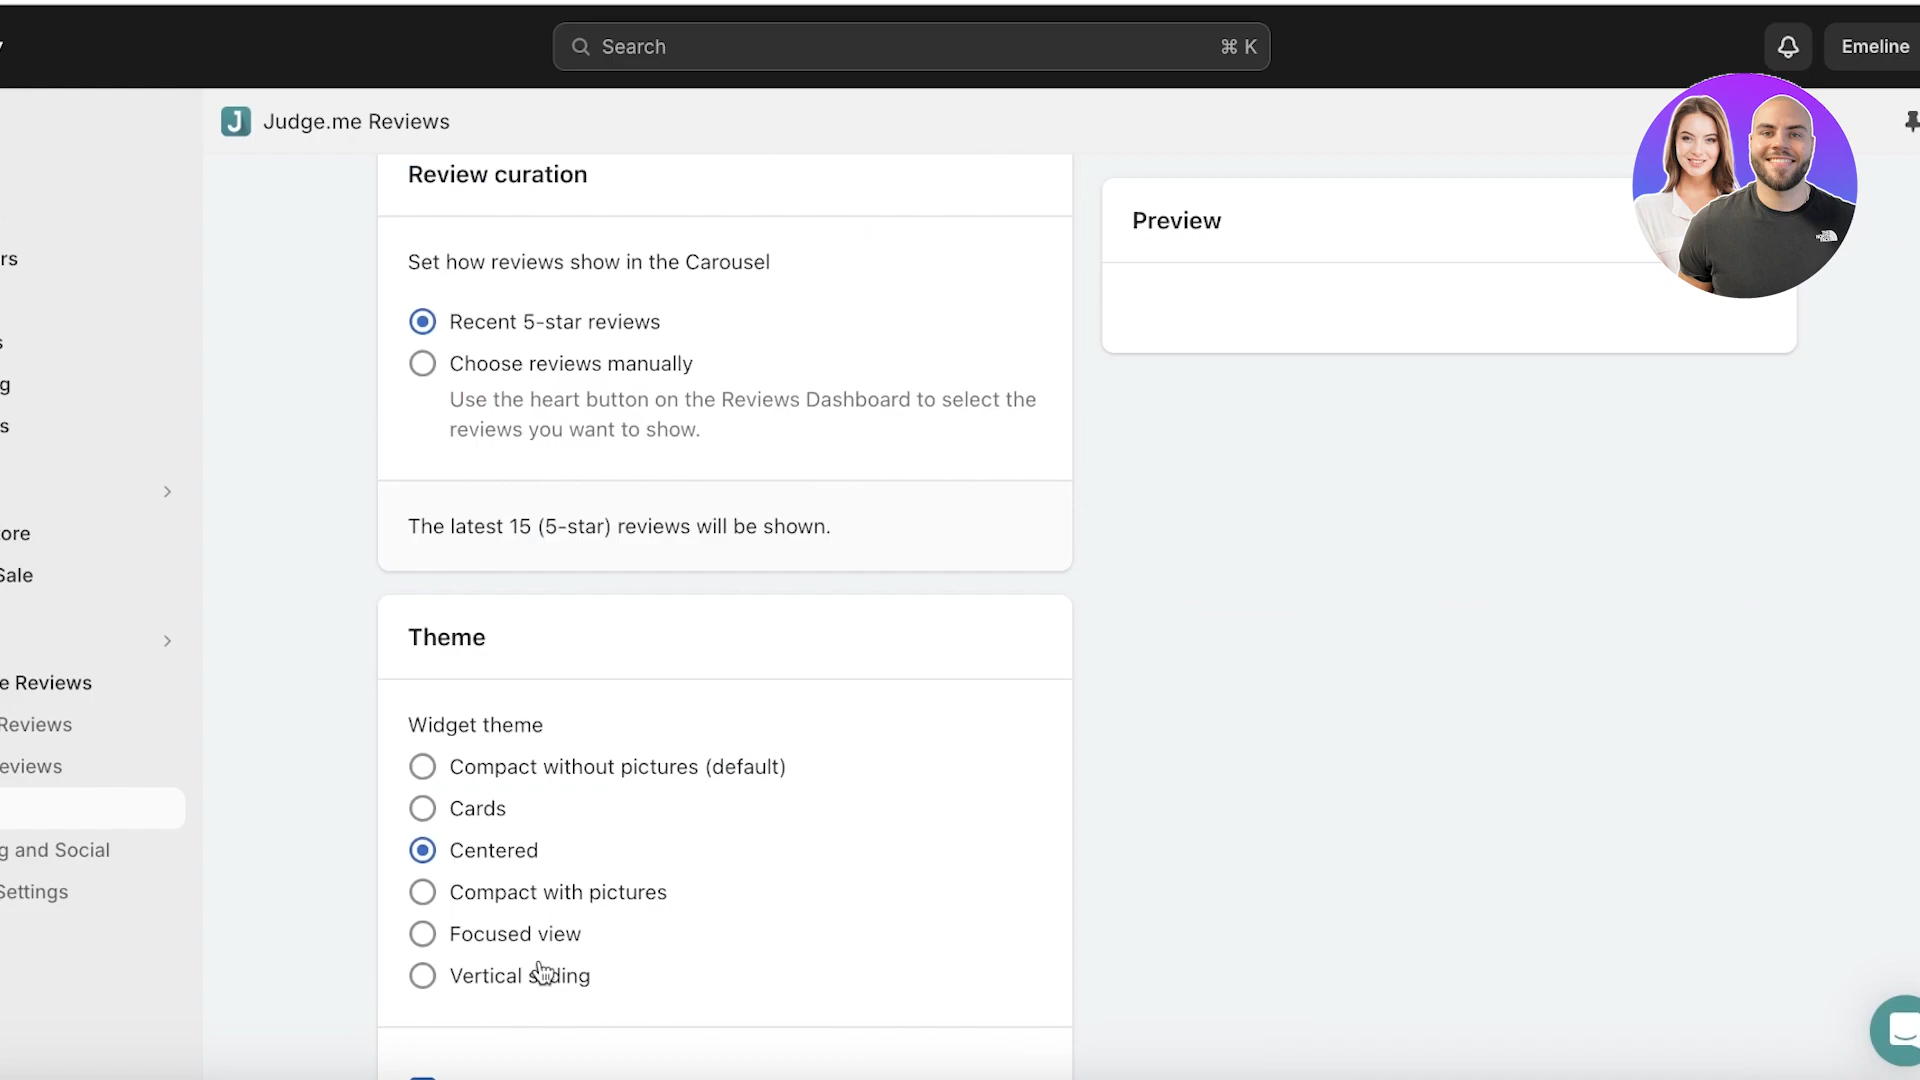 Search
⌘ K
Emeline
Judge.me Reviews
rs
s
g
s
ore
Sale
e Reviews
Reviews
eviews
g and Social
Settings
Review curation
Set how reviews show in the Carousel
Recent 5-star reviews
Choose reviews manually
Use the heart button on the Reviews Dashboard to select the
reviews you want to show.
The latest 15 (5-star) reviews will be shown.
Theme
Widget theme
Compact without pictures (default)
Cards
Centered
Compact with pictures
Focused view
Vertical sliding
Preview